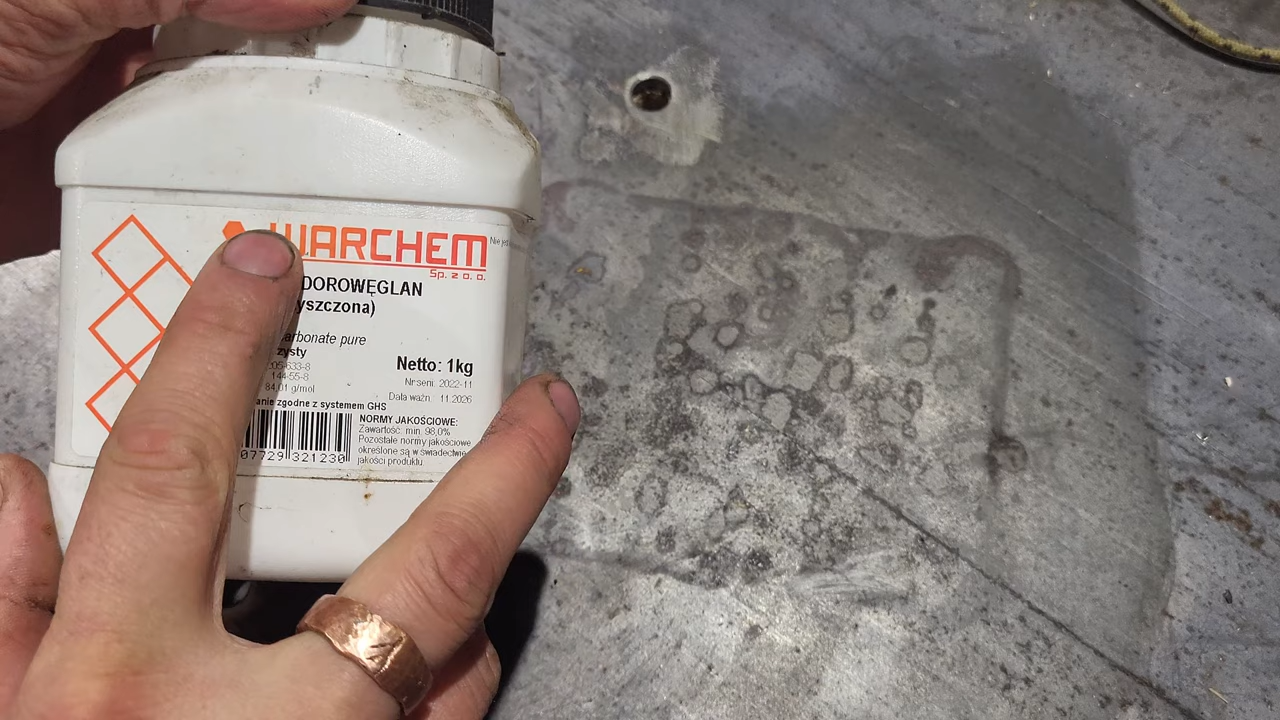 WARCHEM
Sp. z o. o.
DOROWĘGLAN
yszczona)
arbonate pure
zysty
Netto: 1kg
205-633-8
144-55-8
Nr serii: 2022-11
84,01 g/mol
Data ważn. 11.2026
anie zgodne z systemem GHS
NORMY JAKOŚCIOWE:
Zawartość: min. 98,0%
Pozostałe normy jakościowe
określone są w świadectwie
jakości produktu.
07729 321230